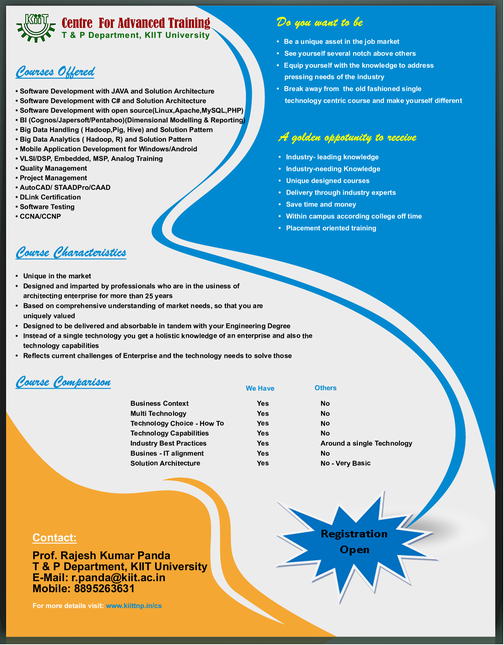 KIIT
Centre For Advanced Training
T & P Department, KIIT University
Courses Offered
• Software Development with JAVA and Solution Architecture
• Software Development with C# and Solution Architecture
• Software Development with open source(Linux,Apache,MySQL,PHP)
• BI (Cognos/Japersoft/Pentahoo)(Dimensional Modelling & Reporting)
• Big Data Handling ( Hadoop,Pig, Hive) and Solution Pattern
• Big Data Analytics ( Hadoop, R) and Solution Pattern
• Mobile Application Development for Windows/Android
• VLSI/DSP, Embedded, MSP, Analog Training
• Quality Management
• Project Management
• AutoCAD/ STAADPro/CAAD
• DLink Certification
• Software Testing
• CCNA/CCNP
Do you want to be
• Be a unique asset in the job market
• See yourself several notch above others
• Equip yourself with the knowledge to address
pressing needs of the industry
• Break away from the old fashioned single
technology centric course and make yourself different
A golden oppotunity to receive
• Industry- leading knowledge
• Industry-needing Knowledge
• Unique designed courses
• Delivery through industry experts
• Save time and money
• Within campus according college off time
• Placement oriented training
Course Characteristics
• Unique in the market
• Designed and imparted by professionals who are in the usiness of
architecting enterprise for more than 25 years
• Based on comprehensive understanding of market needs, so that you are
uniquely valued
• Designed to be delivered and absorbable in tandem with your Engineering Degree
• Instead of a single technology you get a holistic knowledge of an enterprise and also the
technology capabilities
• Reflects current challenges of Enterprise and the technology needs to solve those
Course Comparison
We Have Others
Business Context Yes No
Multi Technology Yes No
Technology Choice - How To Yes No
Technology Capabilities Yes No
Industry Best Practices Yes Around a single Technology
Busines - IT alignment Yes No
Solution Architecture Yes No - Very Basic
Registration
Open
Contact:
Prof. Rajesh Kumar Panda
T & P Department, KIIT University
E-Mail: r.panda@kiit.ac.in
Mobile: 8895263631
For more details visit: www.kiittnp.in/cs